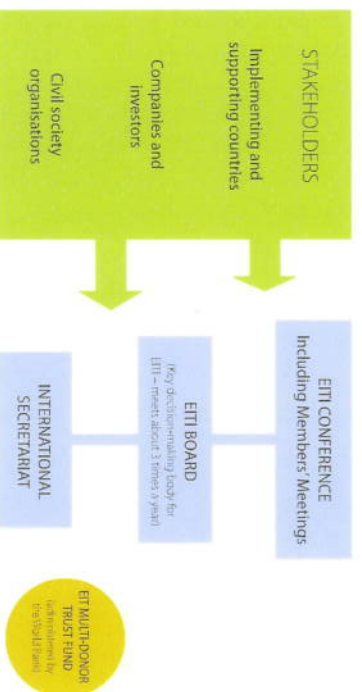 STAKEHOLDERS
Implementing and
supporting countries
Companies and
investors
Civil society
organisations
EITI CONFERENCE
Including Members' Meetings
EITI BOARD
(Key decision-making body for
EITI – meets about 3 times a year)
INTERNATIONAL
SECRETARIAT
EIT MULTI-DONOR
TRUST FUND
(administered by
the World Bank)